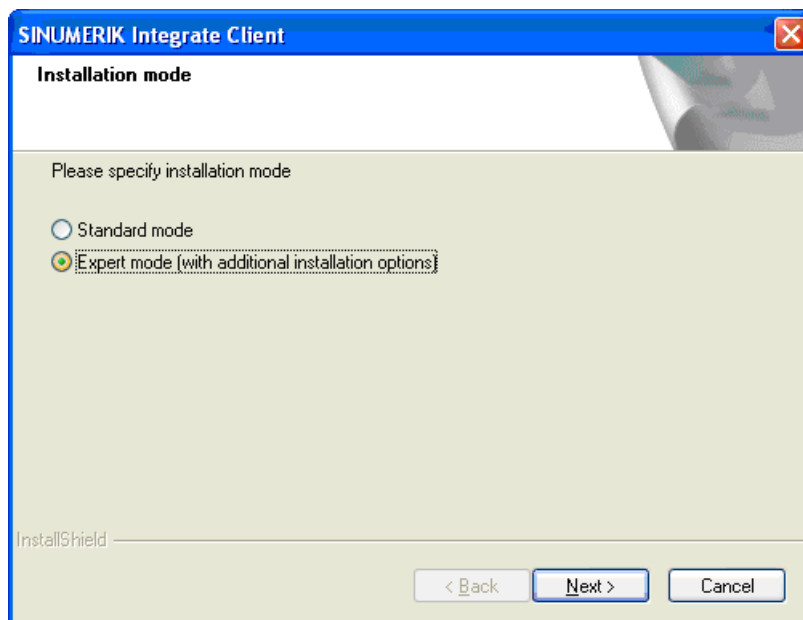 SINUMERIK Integrate Client
Installation mode
Please specify installation mode
Standard mode
Expert mode (with additional installation options)
InstallShield
< Back
Next >
Cancel